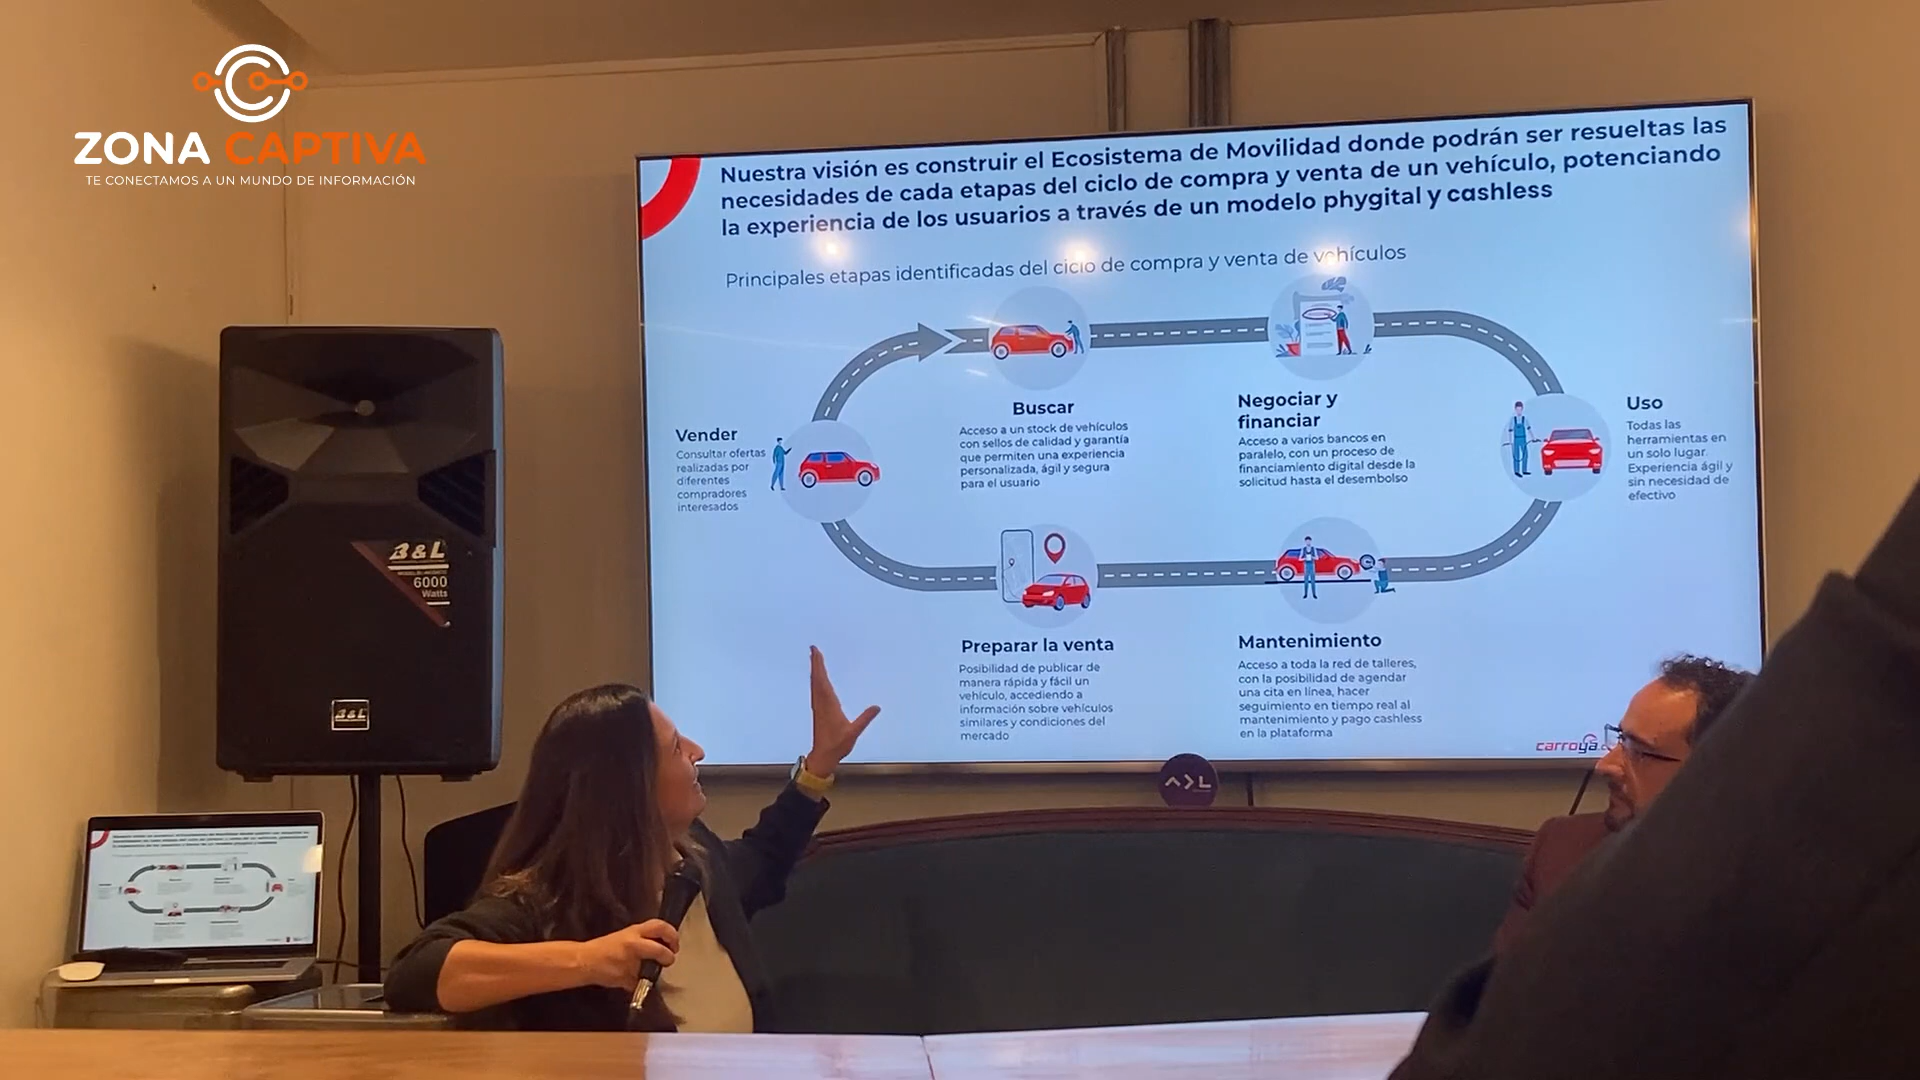 ZONA CAPTIVA
TE CONECTAMOS A UN MUNDO DE INFORMACIÓN
Nuestra visión es construir el Ecosistema de Movilidad donde podrán ser resueltas las
necesidades de cada etapas del ciclo de compra y venta de un vehículo, potenciando
la experiencia de los usuarios a través de un modelo phygital y cashless
Principales etapas identificadas del ciclo de compra y venta de vehículos
Vender
Consultar ofertas
realizadas por
diferentes
compradores
interesados
Buscar
Acceso a un stock de vehículos
con sellos de calidad y garantía
que permiten una experiencia
personalizada, ágil y segura
para el usuario
Negociar y
financiar
Acceso a varios bancos en
paralelo, con un proceso de
financiamiento digital desde la
solicitud hasta el desembolso
Uso
Todas las
herramientas en
un solo lugar.
Experiencia ágil y
sin necesidad de
efectivo
Preparar la venta
Posibilidad de publicar de
manera rápida y fácil un
vehículo, accediendo a
información sobre vehículos
similares y condiciones del
mercado
Mantenimiento
Acceso a toda la red de talleres,
con la posibilidad de agendar
una cita en línea, hacer
seguimiento en tiempo real al
mantenimiento y pago cashless
en la plataforma
carroya.c
B&L
6000
Watts
B&L